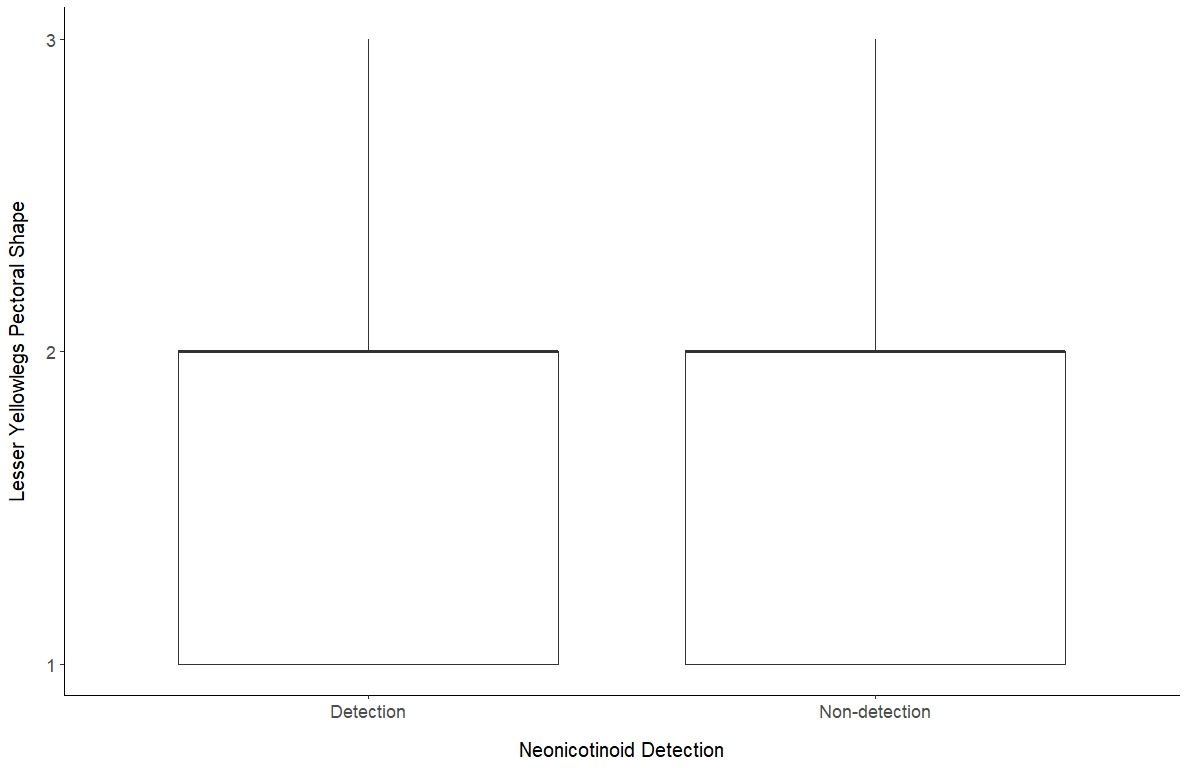 Lesser Yellowlegs Pectoral Shape
3
2
1
Detection
Non-detection
Neonicotinoid Detection